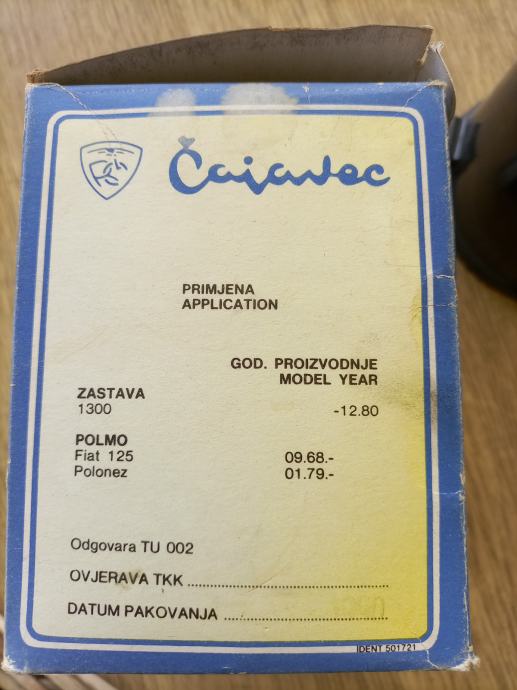 Čajavec
PRIMJENA
APPLICATION
GOD. PROIZVODNJE
MODEL YEAR
ZASTAVA
1300 -12.80
POLMO
Fiat 125 09.68.-
Polonez 01.79.-
Odgovara TU 002
OVJERAVA TKK ..............................
DATUM PAKOVANJA ..............................
IDENT 501721